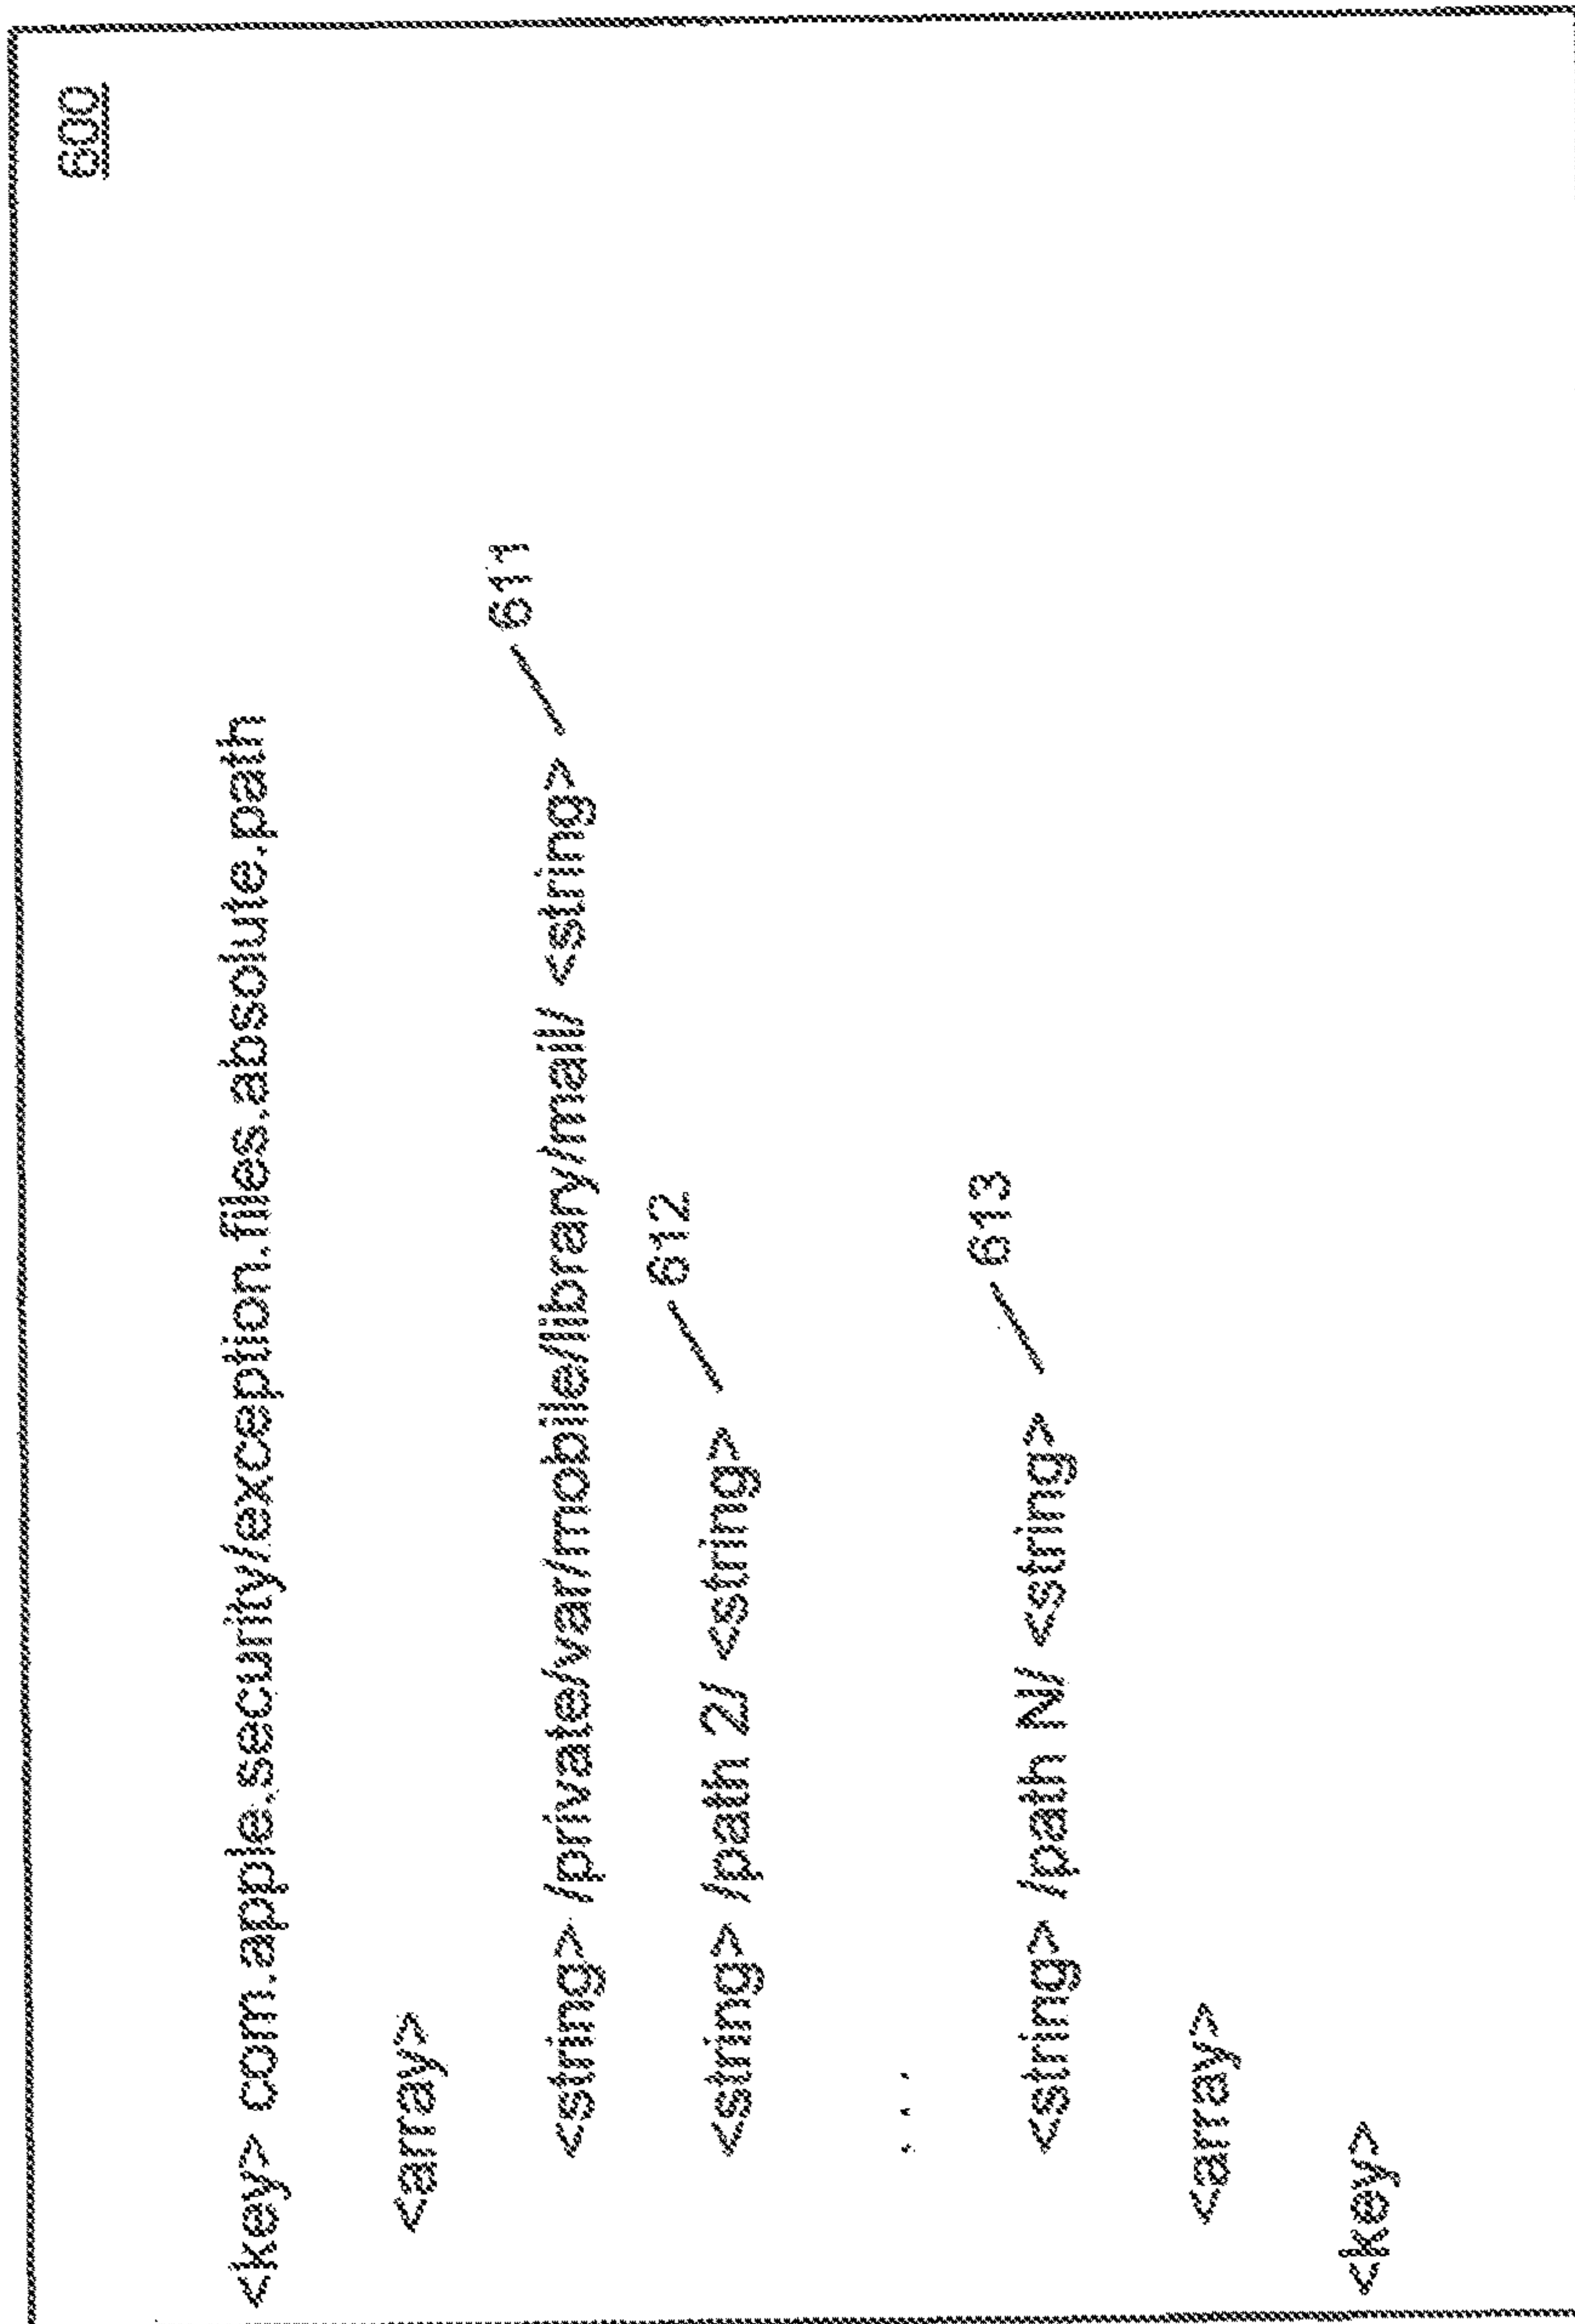 600
<key> com.apple.security/exception.files.absolute.path
<array>
<string> /private/var/mobile/library/mail/ <string> 611
<string> /path 2/ <string> 612
...
<string> /path N/ <string> 613
<array>
<key>